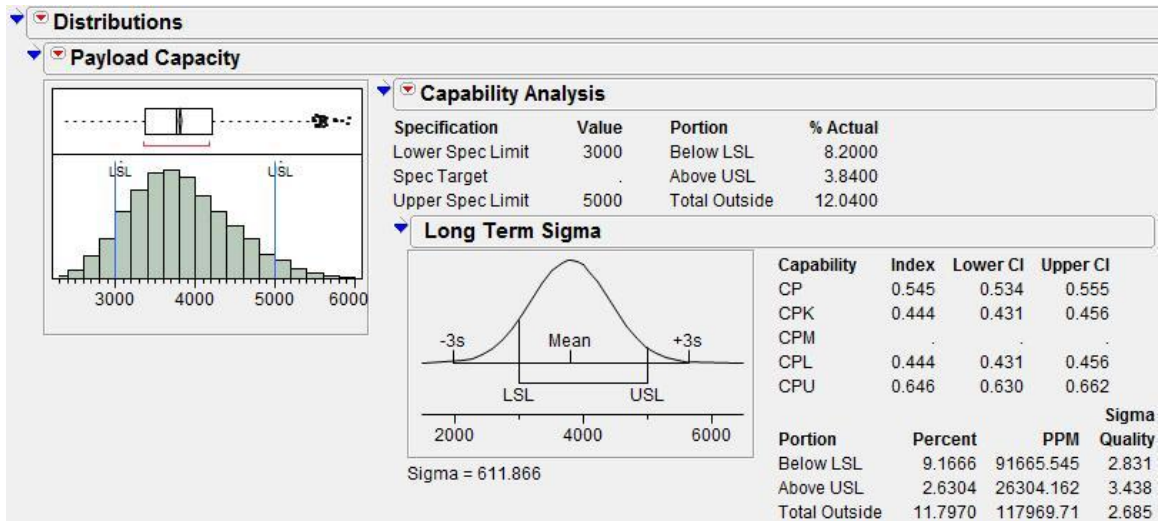 Distributions
Payload Capacity
LSL USL
3000 4000 5000 6000
Capability Analysis
Specification Value Portion % Actual
Lower Spec Limit 3000 Below LSL 8.2000
Spec Target . Above USL 3.8400
Upper Spec Limit 5000 Total Outside 12.0400
Long Term Sigma
-3s Mean +3s
LSL USL
2000 4000 6000
Sigma = 611.866
Capability Index Lower CI Upper CI
CP 0.545 0.534 0.555
CPK 0.444 0.431 0.456
CPM . . .
CPL 0.444 0.431 0.456
CPU 0.646 0.630 0.662
Sigma
Portion Percent PPM Quality
Below LSL 9.1666 91665.545 2.831
Above USL 2.6304 26304.162 3.438
Total Outside 11.7970 117969.71 2.685